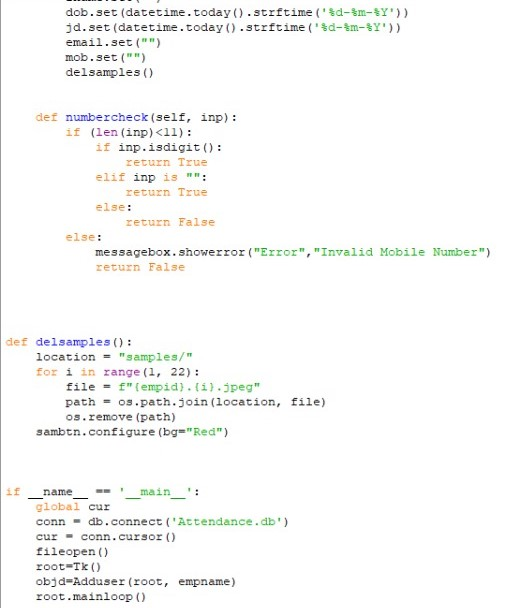 dob.set(datetime.today().strftime('%d-%m-%Y'))
jd.set(datetime.today().strftime('%d-%m-%Y'))
email.set("")
mob.set("")
delsamples()
def numbercheck(self, inp):
if (len(inp)<11):
if inp.isdigit():
return True
elif inp is "":
return True
else:
return False
else:
messagebox.showerror("Error","Invalid Mobile Number")
return False
def delsamples():
location = "samples/"
for i in range(1, 22):
file = f"{empid}.{i}.jpeg"
path = os.path.join(location, file)
os.remove(path)
sambtn.configure(bg="Red")
if __name__ == '__main__':
global cur
conn = db.connect('Attendance.db')
cur = conn.cursor()
fileopen()
root=Tk()
objd=Adduser(root, empname)
root.mainloop()